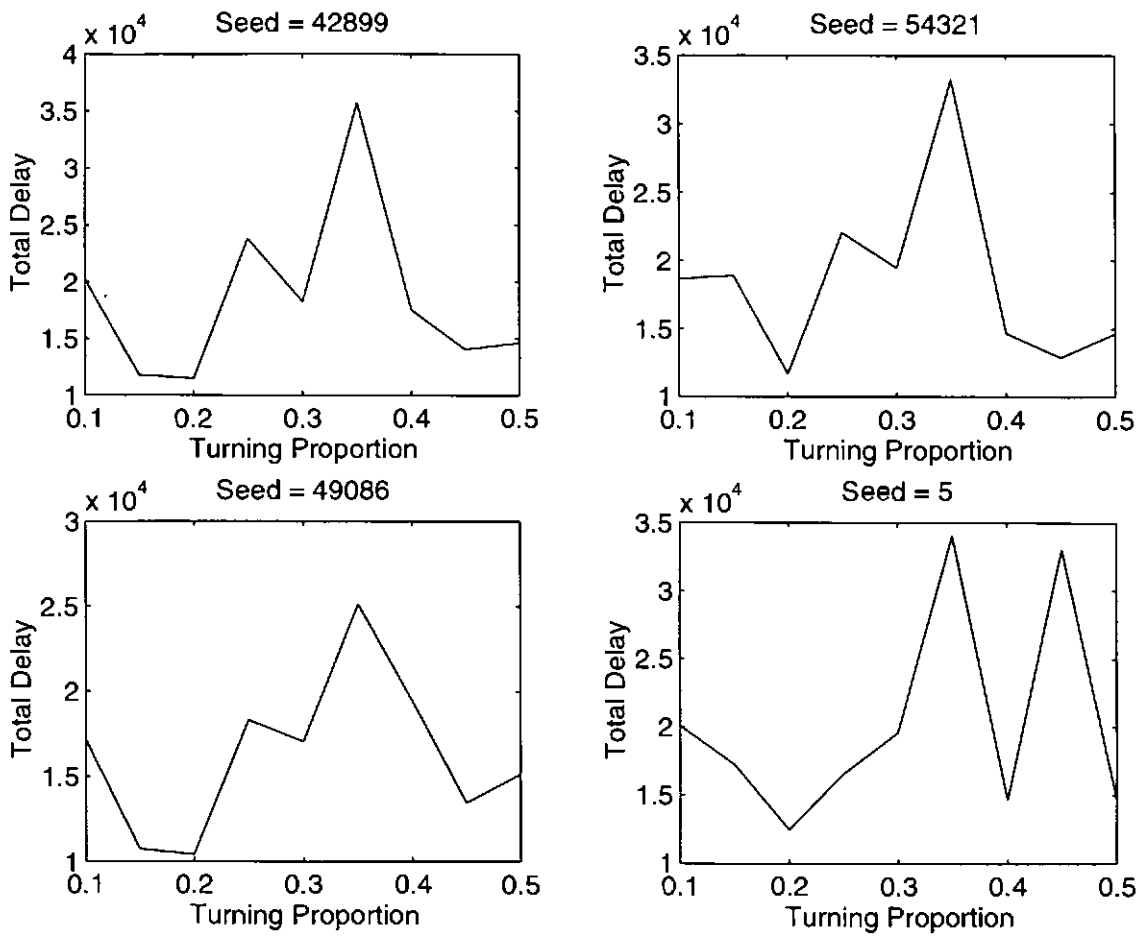 Seed = 42899
x 10^4
4
3.5
3
2.5
2
1.5
1
Total Delay
0.1 0.2 0.3 0.4 0.5
Turning Proportion
Seed = 54321
x 10^4
3.5
3
2.5
2
1.5
1
Total Delay
0.1 0.2 0.3 0.4 0.5
Turning Proportion
Seed = 49086
x 10^4
3
2.5
2
1.5
1
Total Delay
0.1 0.2 0.3 0.4 0.5
Turning Proportion
Seed = 5
x 10^4
3.5
3
2.5
2
1.5
1
Total Delay
0.1 0.2 0.3 0.4 0.5
Turning Proportion